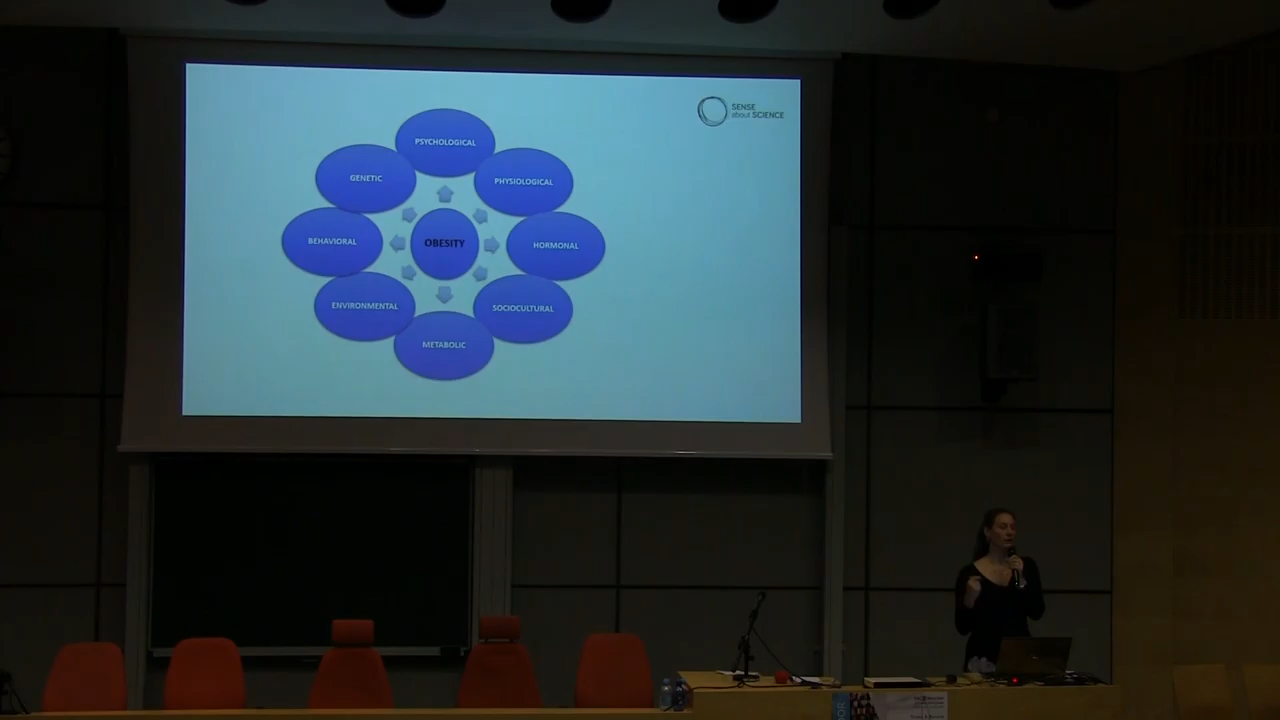 SENSE
about SCIENCE
PSYCHOLOGICAL
GENETIC
PHYSIOLOGICAL
BEHAVIORAL
OBESITY
HORMONAL
ENVIRONMENTAL
SOCIOCULTURAL
METABOLIC